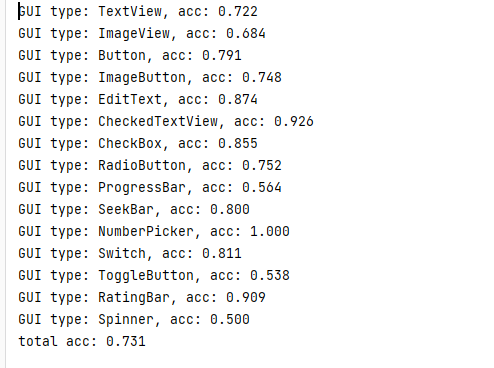 GUI type: TextView, acc: 0.722
GUI type: ImageView, acc: 0.684
GUI type: Button, acc: 0.791
GUI type: ImageButton, acc: 0.748
GUI type: EditText, acc: 0.874
GUI type: CheckedTextView, acc: 0.926
GUI type: CheckBox, acc: 0.855
GUI type: RadioButton, acc: 0.752
GUI type: ProgressBar, acc: 0.564
GUI type: SeekBar, acc: 0.800
GUI type: NumberPicker, acc: 1.000
GUI type: Switch, acc: 0.811
GUI type: ToggleButton, acc: 0.538
GUI type: RatingBar, acc: 0.909
GUI type: Spinner, acc: 0.500
total acc: 0.731